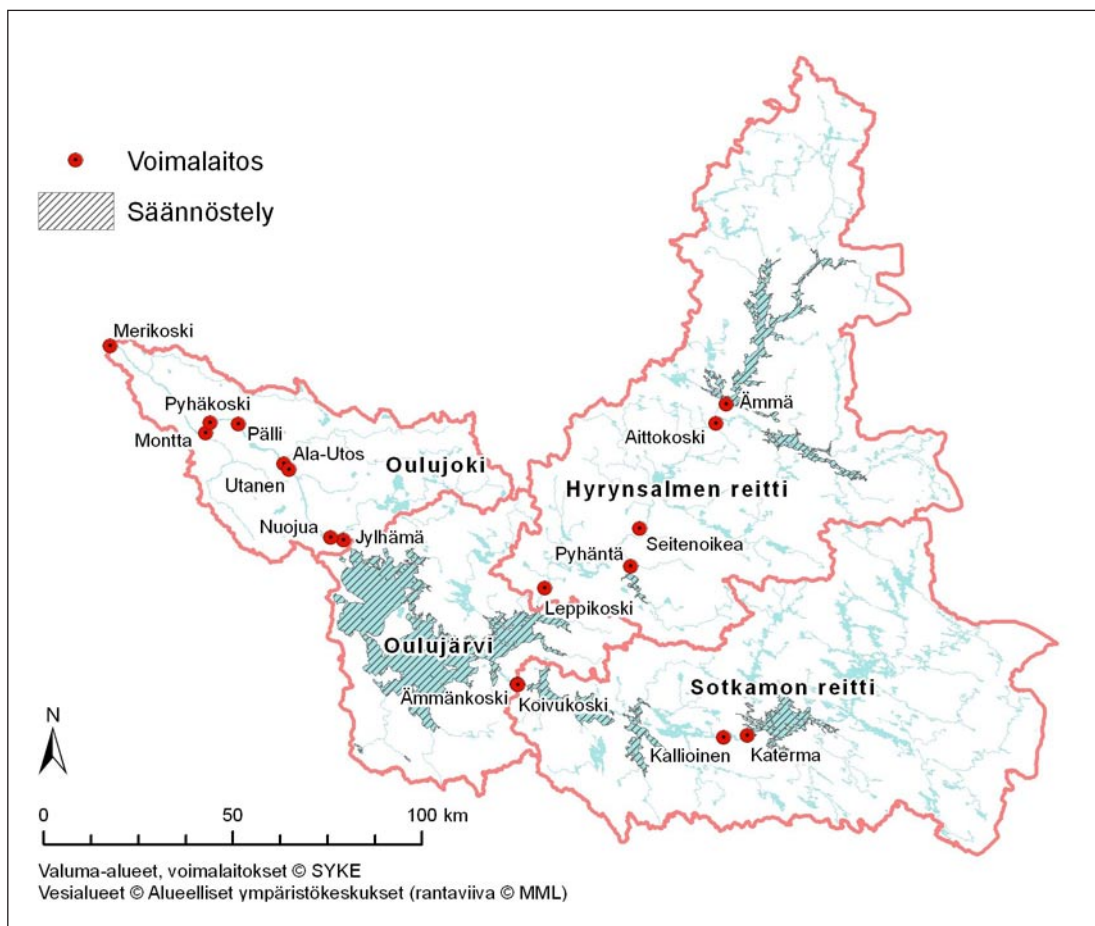 Voimalaitos
Säännöstely
Merikoski
Pyhäkoski
Montta
Pälli
Ala-Utos
Utanen
Oulujoki
Nuojua
Jylhämä
Ämmä
Aittokoski
Hyrynsalmen reitti
Seitenoikea
Pyhäntä
Leppikoski
Oulujärvi
Ämmänkoski
Koivukoski
Sotkamon reitti
Kallioinen
Katerma
N
0 50 100 km
Valuma-alueet, voimalaitokset © SYKE
Vesialueet © Alueelliset ympäristökeskukset (rantaviiva © MML)